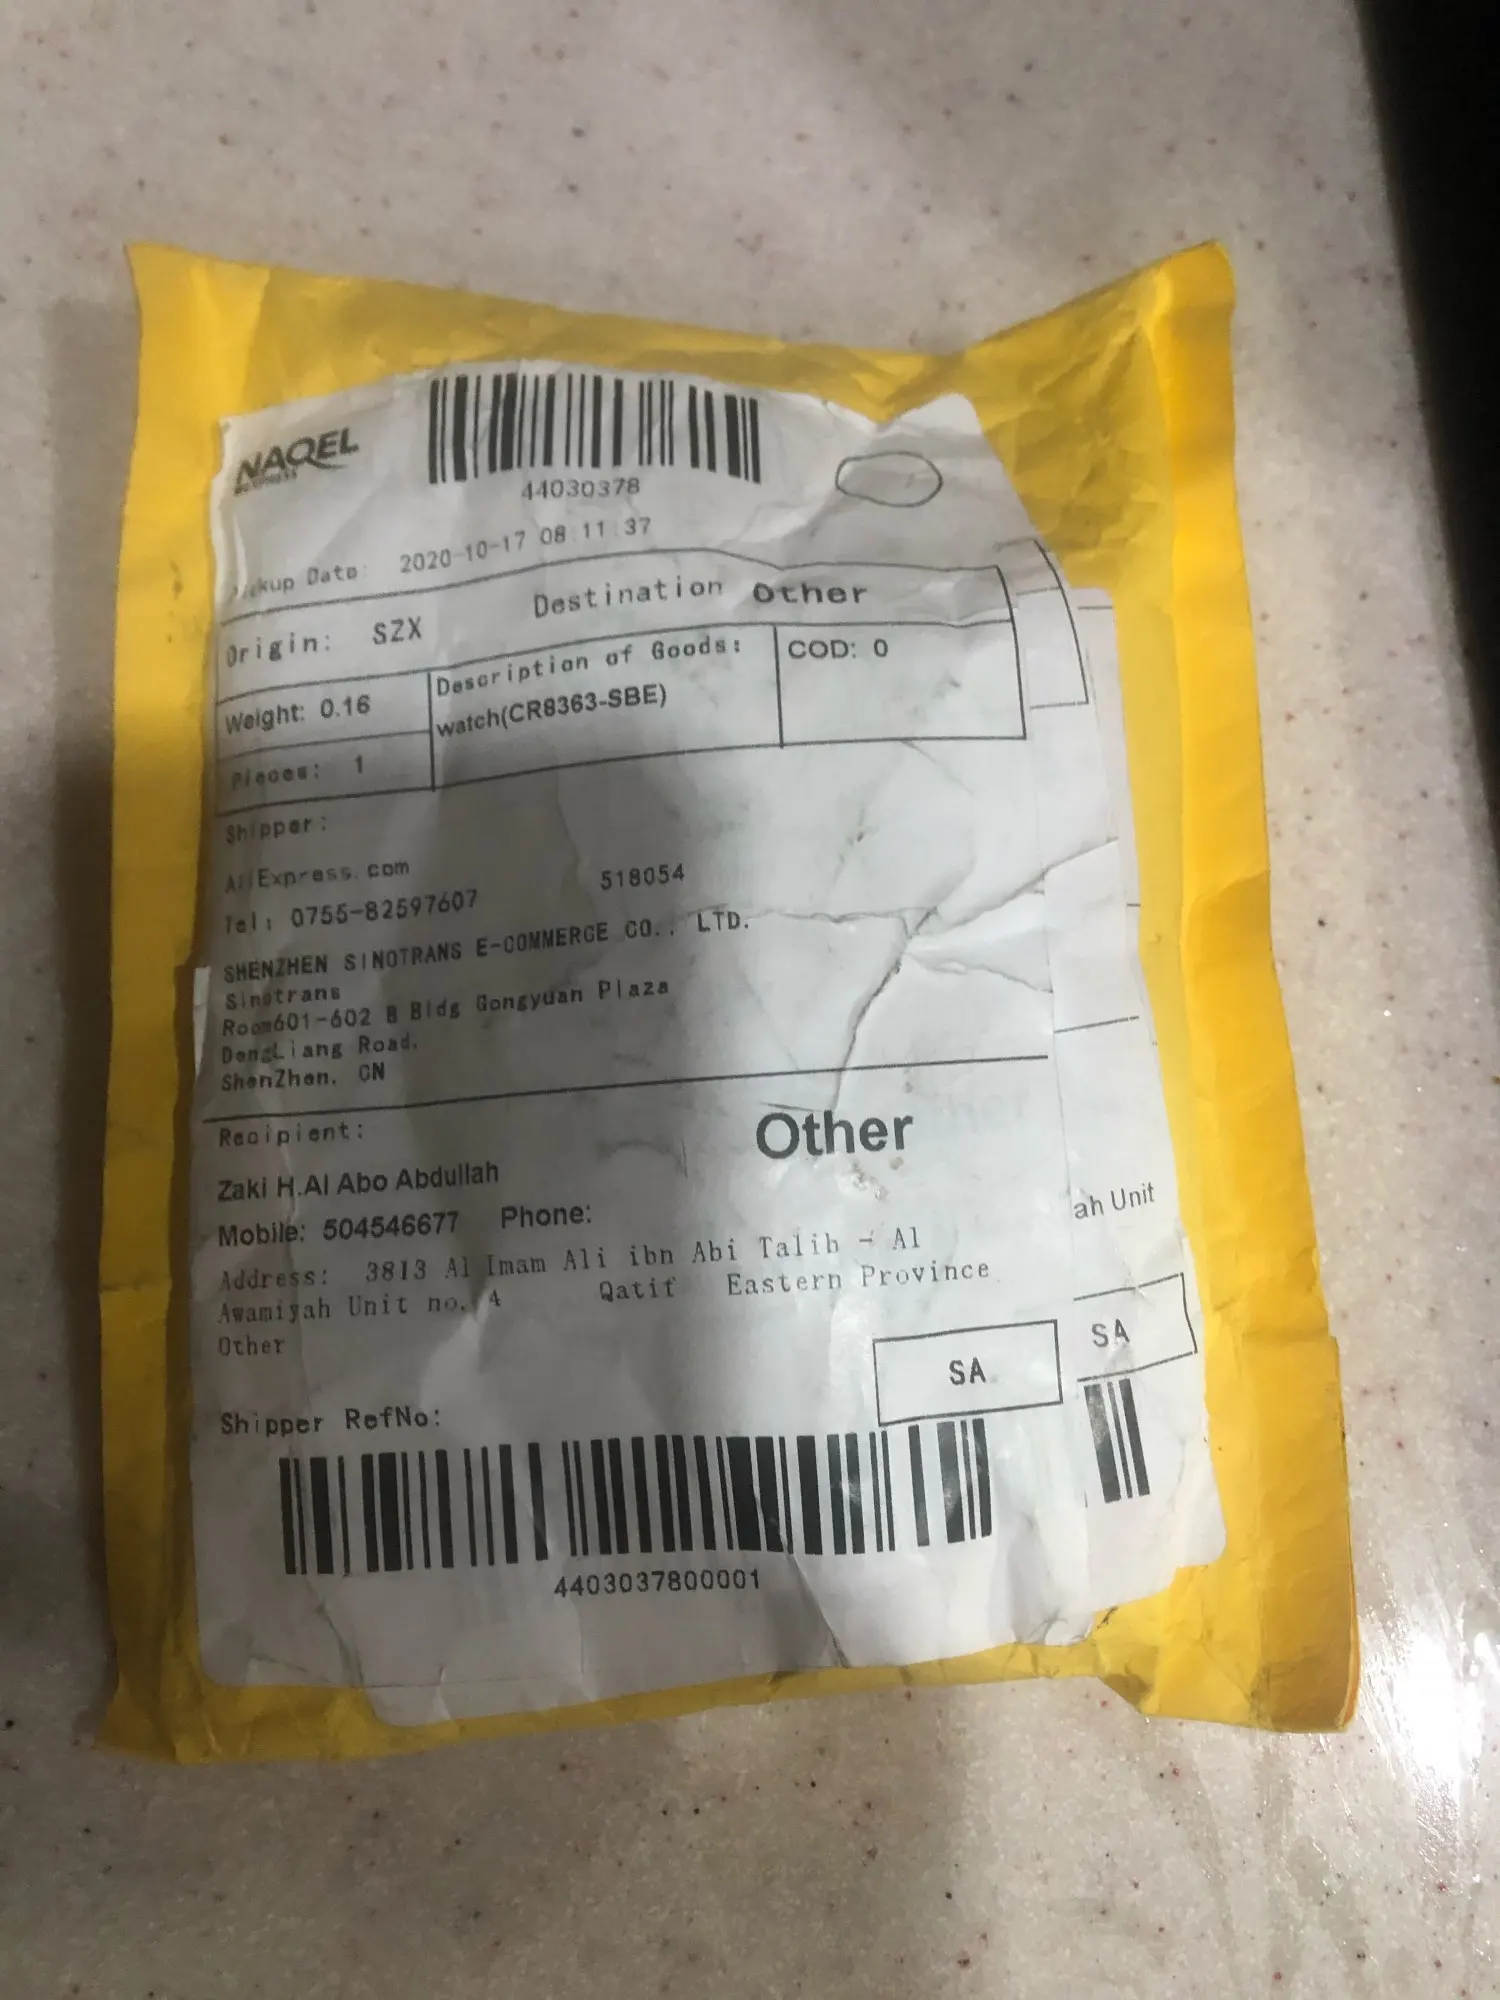 NAQEL
EXPRESS
44030378
Pickup Date: 2020-10-17 08:11:37
Origin: SZX Destination Other
Weight: 0.16 Description of Goods: COD: 0
watch(CR8363-SBE)
Pieces: 1
Shipper:
AliExpress.com 518054
Tel: 0755-82597607
SHENZHEN SINOTRANS E-COMMERCE CO., LTD.
Sinotrans
Room601-602 B Bldg Gongyuan Plaza
DengLiang Road.
ShenZhen, CN
Recipient: Other
Zaki H.Al Abo Abdullah
Mobile: 504546677 Phone:
ah Unit
Address: 3813 Al Imam Ali ibn Abi Talib - Al
Awamiyah Unit no. 4 Qatif Eastern Province
Other
SA SA
Shipper RefNo:
4403037800001